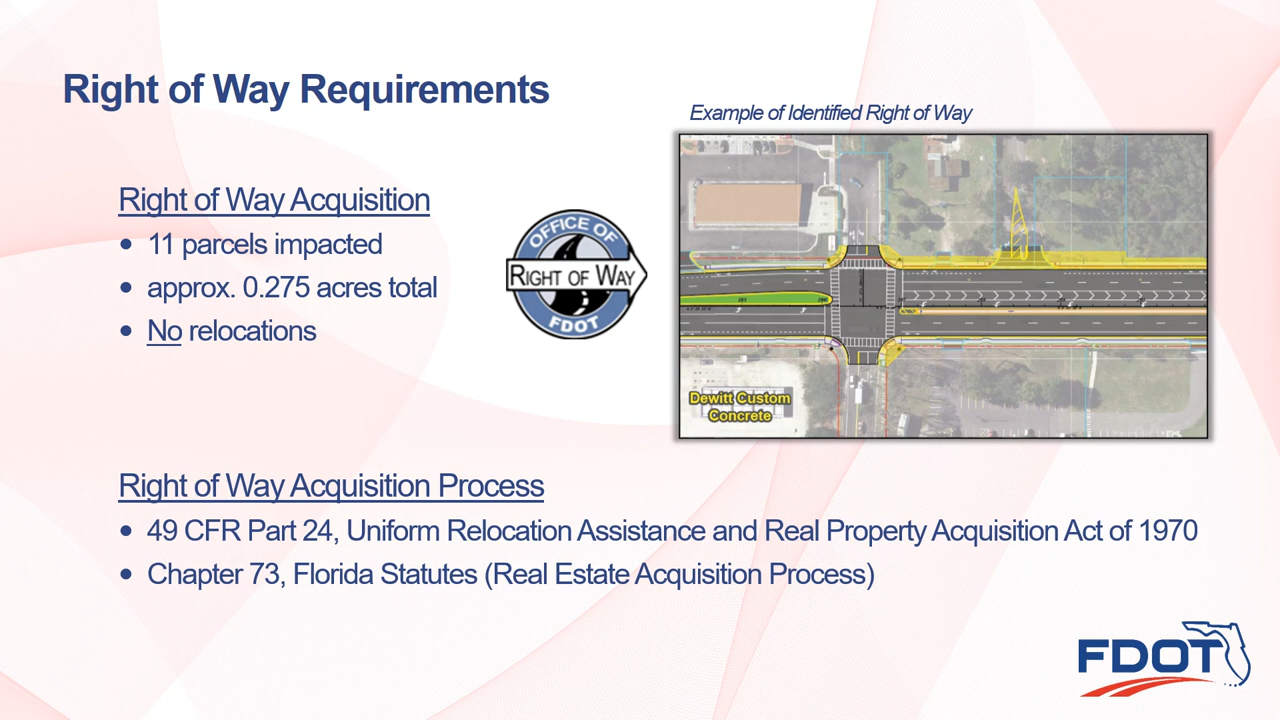 Right of Way Requirements
Example of Identified Right of Way
Right of Way Acquisition
• 11 parcels impacted
• approx. 0.275 acres total
• No relocations
OFFICE OF
RIGHT OF WAY
FDOT
Dewitt Custom
Concrete
Right of Way Acquisition Process
• 49 CFR Part 24, Uniform Relocation Assistance and Real Property Acquisition Act of 1970
• Chapter 73, Florida Statutes (Real Estate Acquisition Process)
FDOT